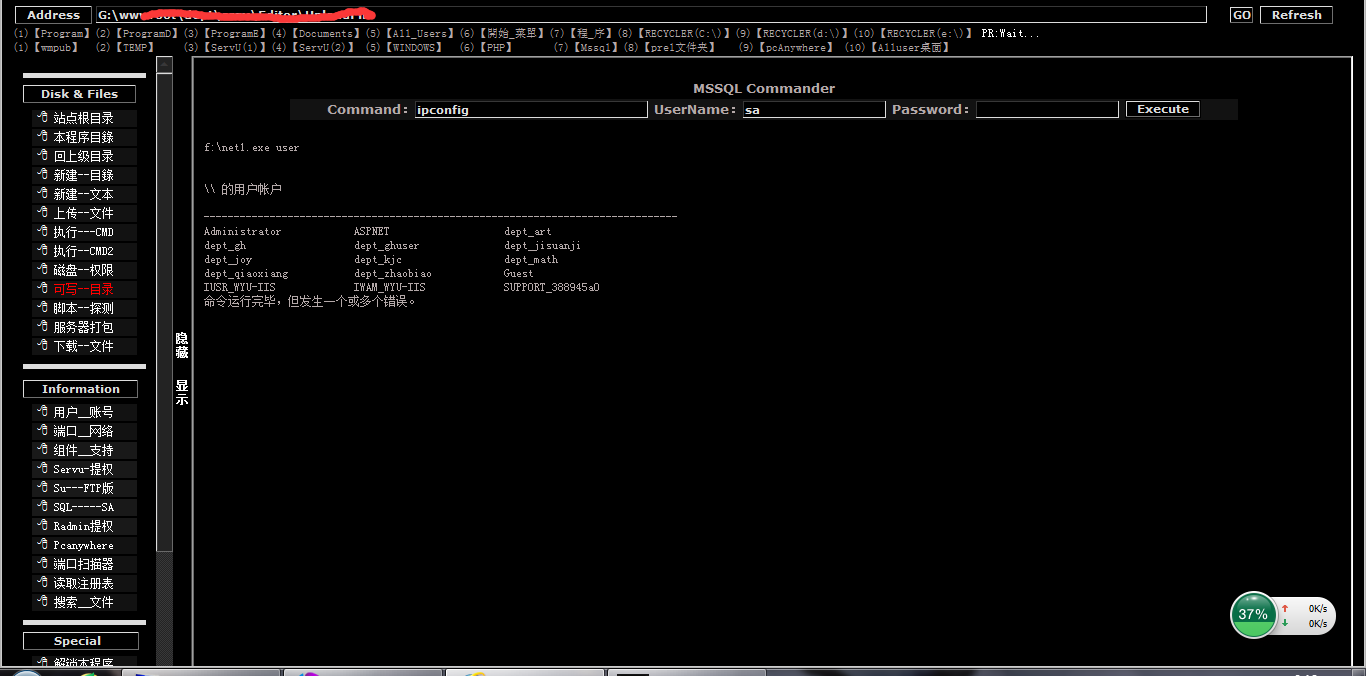 Address G:\www
GO Refresh
(1)【Program】(2)【ProgramD】(3)【ProgramE】(4)【Documents】(5)【All_Users】(6)【開始_菜單】(7)【程_序】(8)【RECYCLER(C:\)】(9)【RECYCLER(d:\)】(10)【RECYCLER(e:\)】 PR:Wait...
(1)【wmpub】 (2)【TEMP】 (3)【ServU(1)】(4)【ServU(2)】 (5)【WINDOWS】 (6)【PHP】 (7)【Mssql】(8)【prel文件夹】 (9)【pcAnywhere】 (10)【Alluser桌面】
Disk & Files
站点根目录
本程序目錄
回上级目录
新建--目錄
新建--文本
上传--文件
执行---CMD
执行--CMD2
磁盘--权限
可写--目录
脚本--探测
服务器打包
下载--文件
Information
用户__账号
端口__网络
组件__支持
Servu-提权
Su---FTP版
SQL-----SA
Radmin提权
Pcanywhere
端口扫描器
读取注册表
搜索__文件
Special
解锁本程序
隐藏
显示
MSSQL Commander
Command: ipconfig UserName: sa Password: Execute
f:\net1.exe user
\\ 的用户帐户
-------------------------------------------------------------------------------
Administrator ASPNET dept_art
dept_gh dept_ghuser dept_jisuanji
dept_joy dept_kjc dept_math
dept_qiaoxiang dept_zhaobiao Guest
IUSR_WYU-IIS IWAM_WYU-IIS SUPPORT_388945a0
命令运行完毕，但发生一个或多个错误。
37%
↑ 0K/s
↓ 0K/s